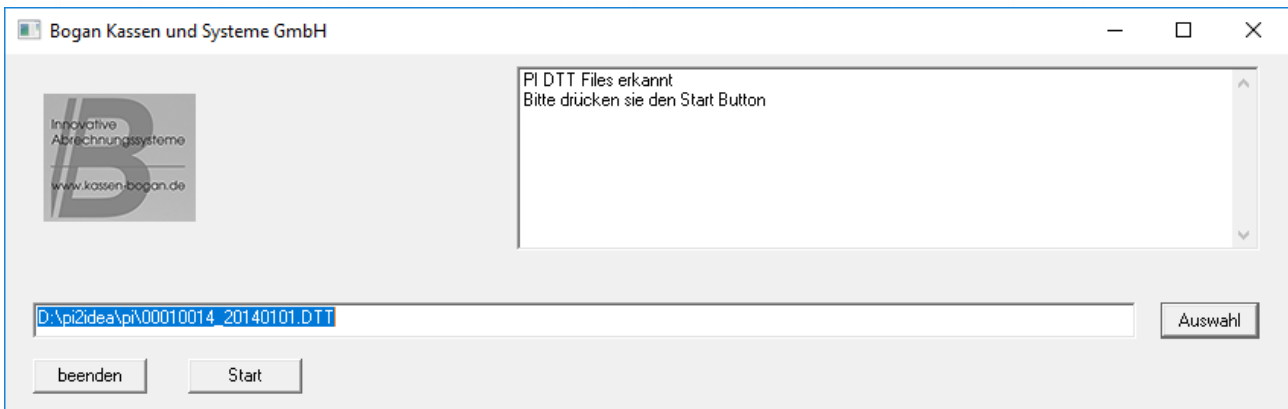 Bogan Kassen und Systeme GmbH
Innovative
Abrechnungssysteme
www.kassen-bogan.de
PI DTT Files erkannt
Bitte drücken sie den Start Button
D:\pi2idea\pi\00010014_20140101.DTT
Auswahl
beenden
Start